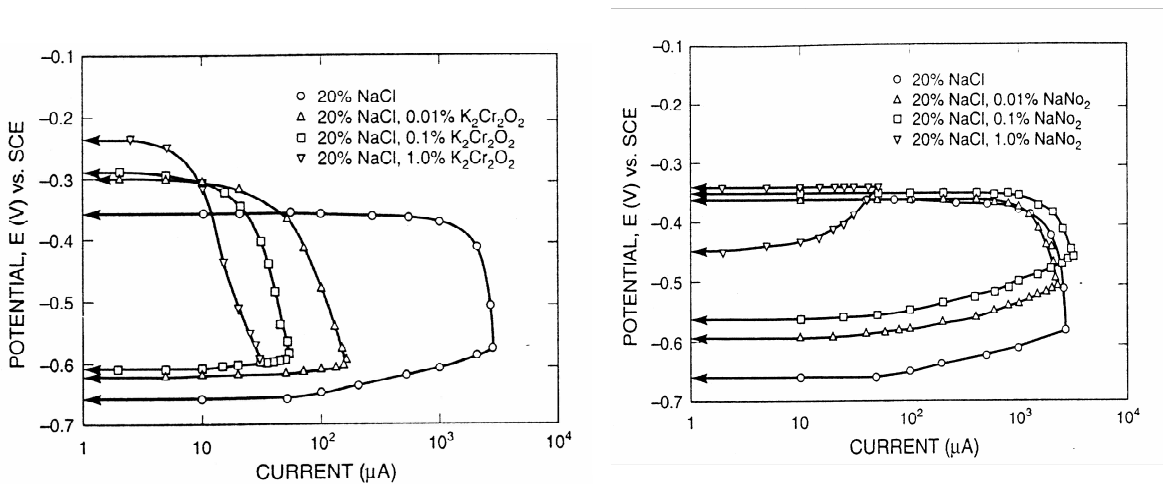 −0.1
−0.2
−0.3
−0.4
−0.5
−0.6
−0.7
POTENTIAL, E (V) vs. SCE
20% NaCl
20% NaCl, 0.01% K₂Cr₂O₂
20% NaCl, 0.1% K₂Cr₂O₂
20% NaCl, 1.0% K₂Cr₂O₂
1
10
10²
10³
10⁴
CURRENT (μA)
−0.1
−0.2
−0.3
−0.4
−0.5
−0.6
−0.7
POTENTIAL, E (V) vs. SCE
20% NaCl
20% NaCl, 0.01% NaNo₂
20% NaCl, 0.1% NaNo₂
20% NaCl, 1.0% NaNo₂
1
10
10²
10³
10⁴
CURRENT (μA)